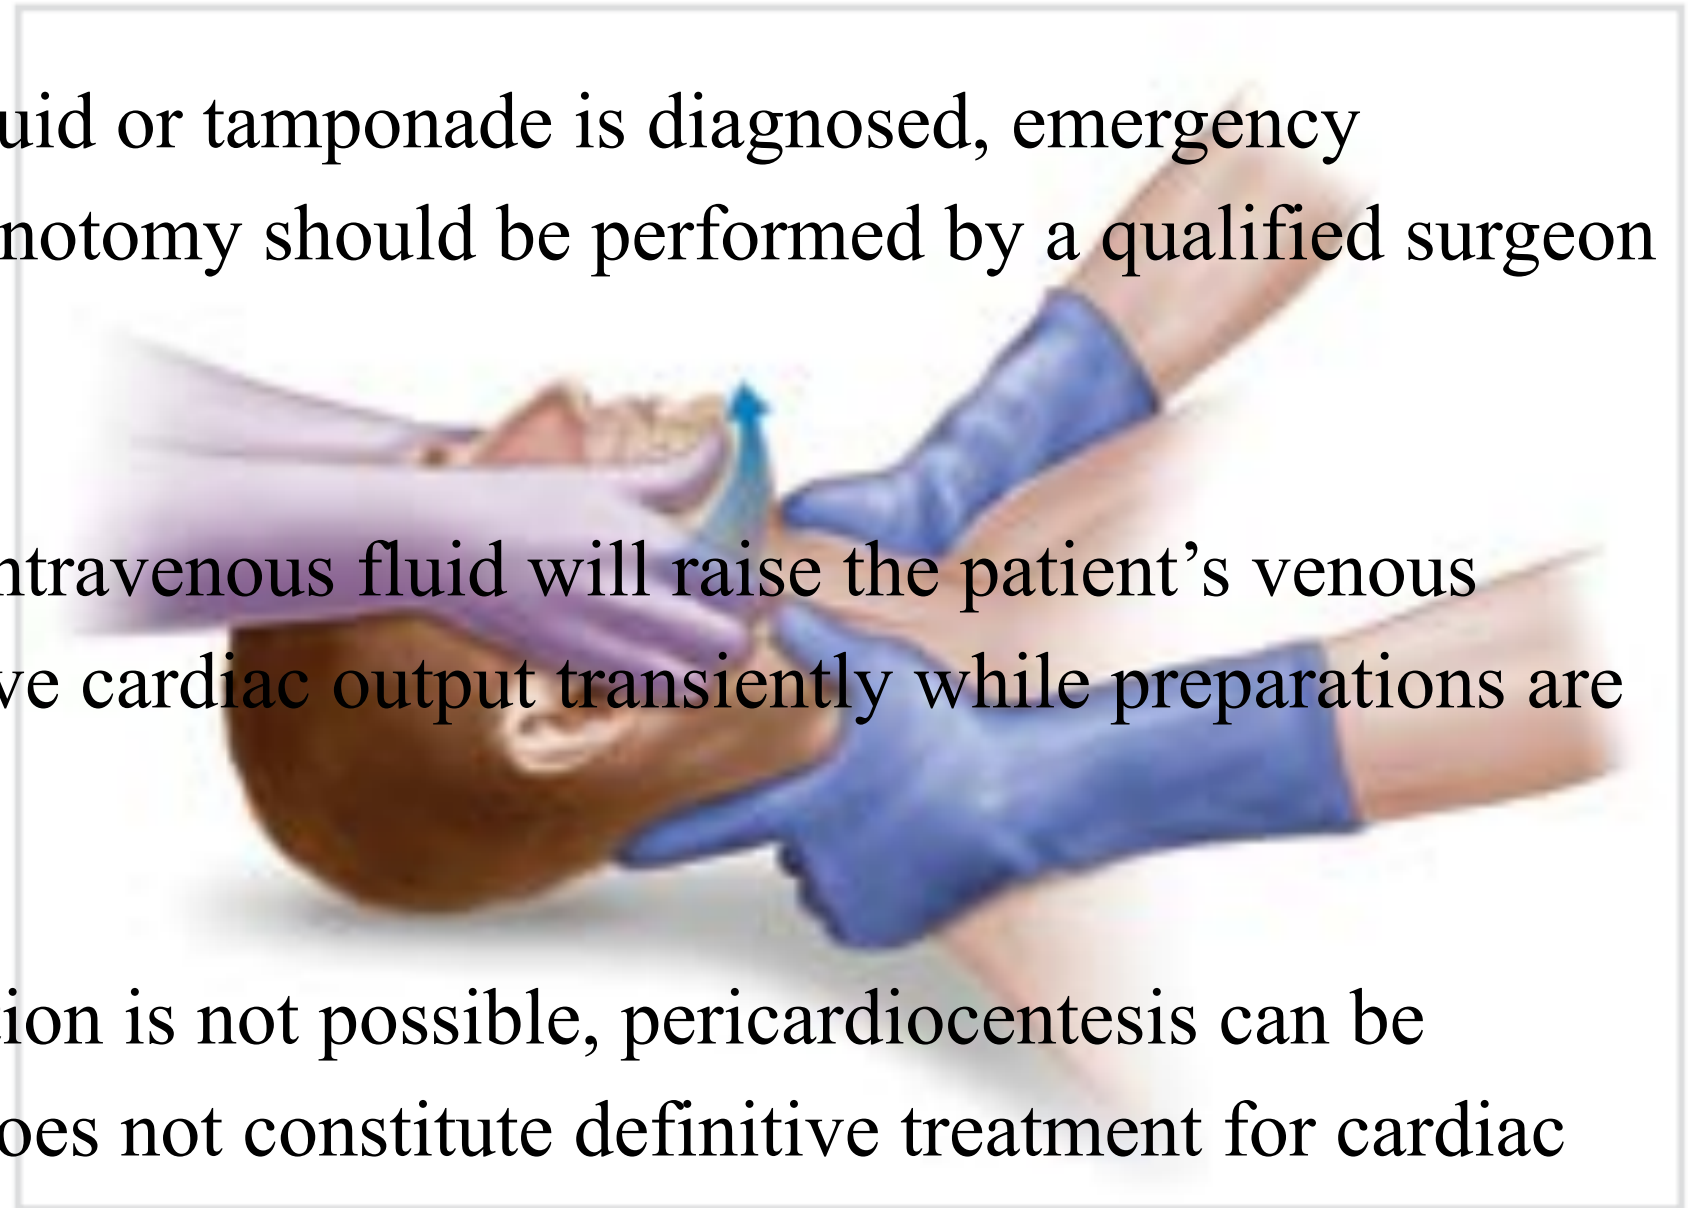 uid or tamponade is diagnosed, emergency
notomy should be performed by a qualified surgeon
ntravenous fluid will raise the patient’s venous
ve cardiac output transiently while preparations are
tion is not possible, pericardiocentesis can be
oes not constitute definitive treatment for cardiac